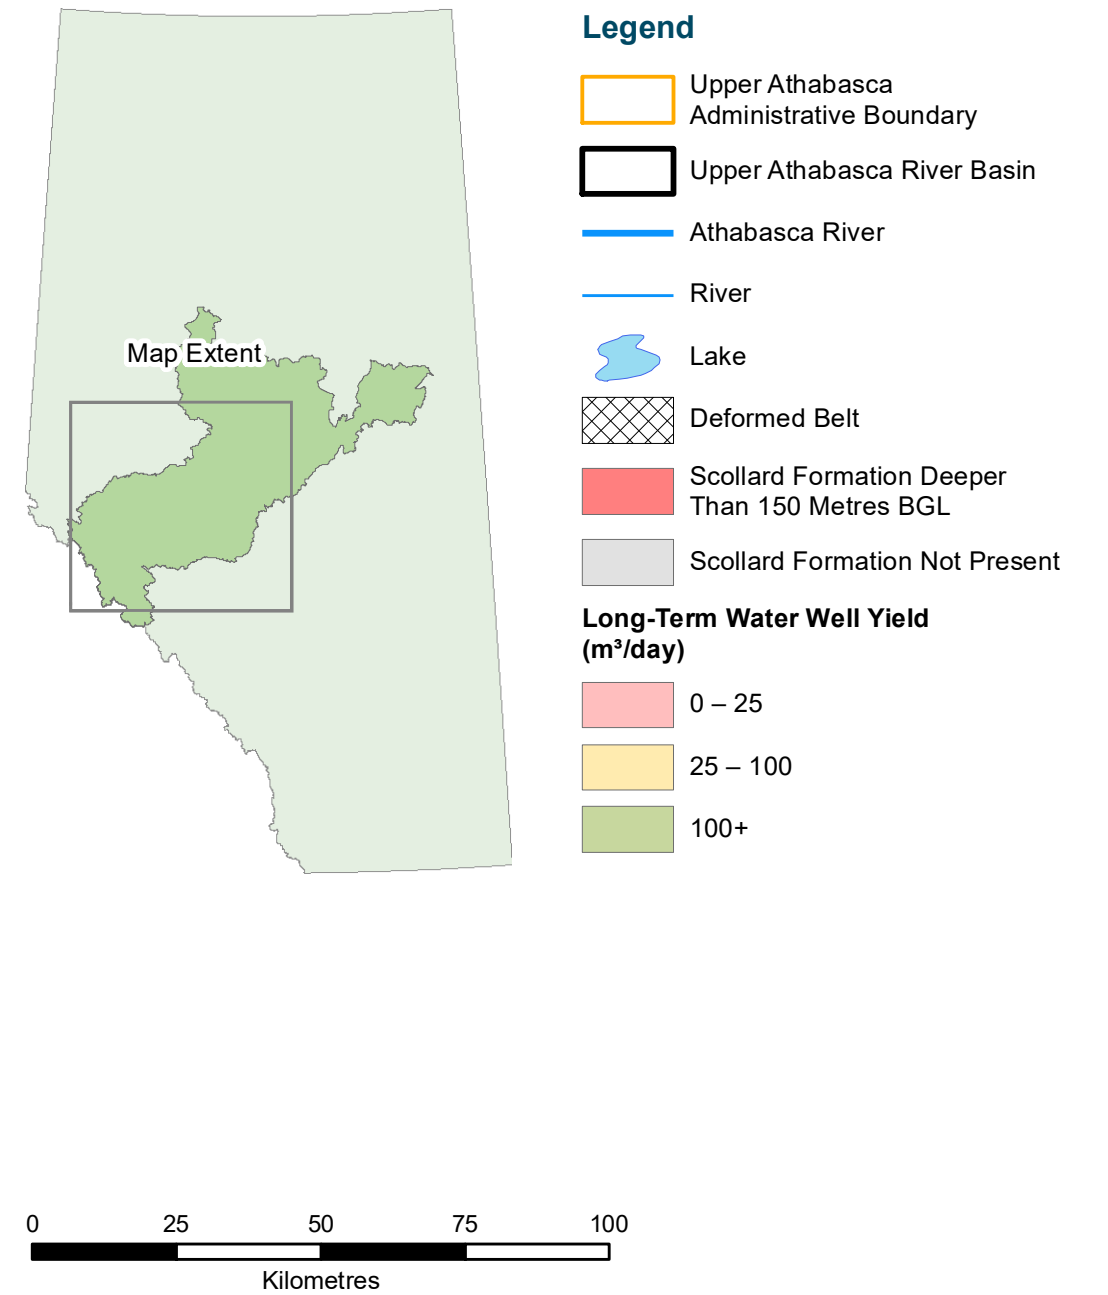 Legend
Upper Athabasca
Administrative Boundary
Upper Athabasca River Basin
Athabasca River
River
Lake
Deformed Belt
Scollard Formation Deeper
Than 150 Metres BGL
Scollard Formation Not Present
Long-Term Water Well Yield
(m³/day)
0 – 25
25 – 100
100+
Map Extent
0 25 50 75 100
Kilometres